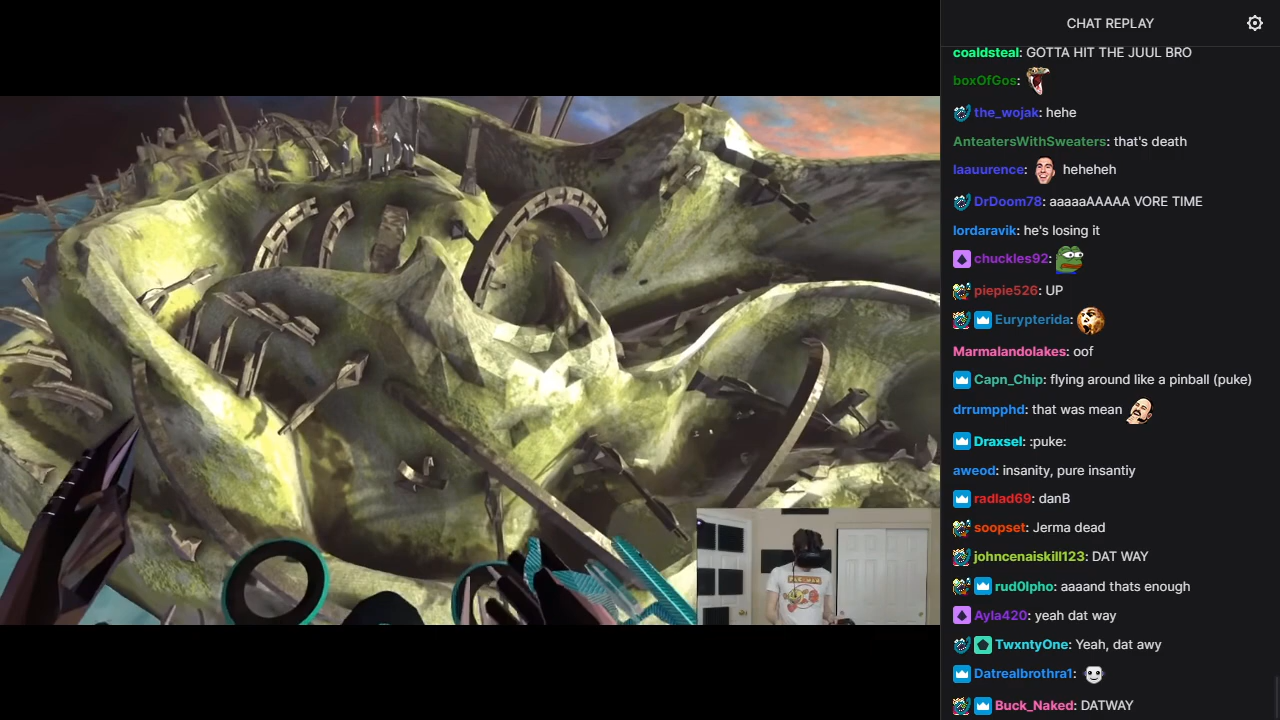 CHAT REPLAY
coaldsteal: GOTTA HIT THE JUUL BRO
boxOfGos:
the_wojak: hehe
AnteatersWithSweaters: that's death
laauurence: heheheh
DrDoom78: aaaaaAAAAA VORE TIME
lordaravik: he's losing it
chuckles92:
piepie526: UP
Eurypterida:
Marmalandolakes: oof
Capn_Chip: flying around like a pinball (puke)
drrumpphd: that was mean
Draxsel: :puke:
aweod: insanity, pure insantiy
radlad69: danB
soopset: Jerma dead
johncenaiskill123: DAT WAY
rud0lpho: aaaand thats enough
Ayla420: yeah dat way
TwxntyOne: Yeah, dat awy
Datrealbrothra1:
Buck_Naked: DATWAY
PAC-MAN